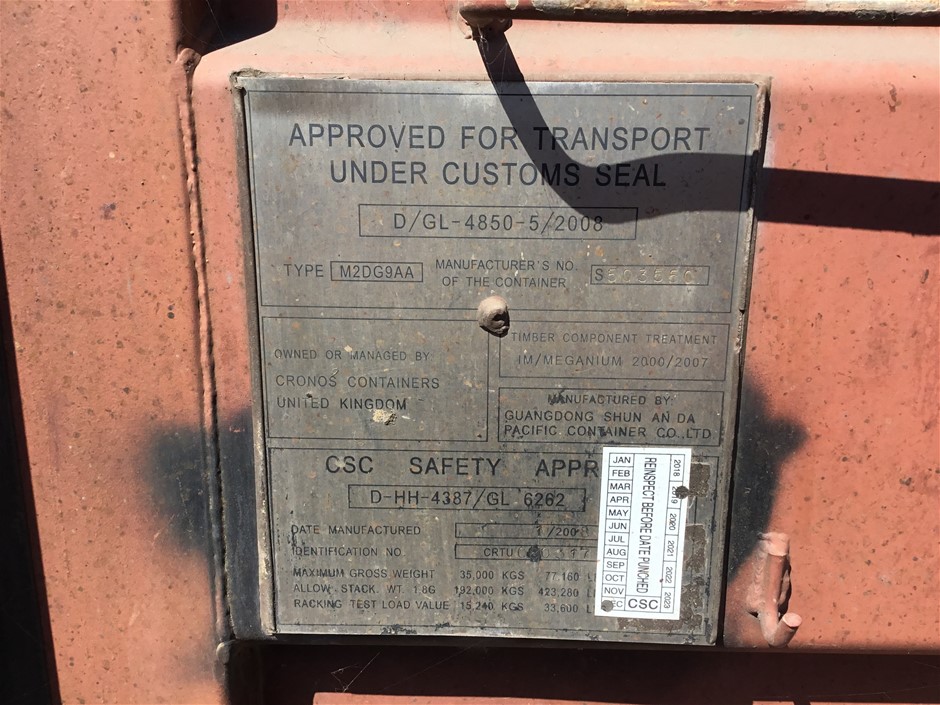 APPROVED FOR TRANSPORT
UNDER CUSTOMS SEAL
D/GL-4850-5/2008
TYPE M2DG9AA MANUFACTURER'S NO.
OF THE CONTAINER
TIMBER COMPONENT TREATMENT
IM/MEGANIUM 2000/2007
OWNED OR MANAGED BY:
CRONOS CONTAINERS
UNITED KINGDOM
MANUFACTURED BY:
GUANGDONG SHUN AN DA
PACIFIC CONTAINER CO.,LTD
CSC SAFETY APPR
D-HH-4387/GL 6262
DATE MANUFACTURED
IDENTIFICATION NO. CRTU
MAXIMUM GROSS WEIGHT 35,000 KGS 77,160
ALLOW. STACK. WT. 1.8G 192,000 KGS 423,280
RACKING TEST LOAD VALUE 15,240 KGS 33,600
JAN
FEB
MAR
APR
MAY
JUN
JUL
AUG
SEP
OCT
NOV
REINSPECT BEFORE DATE PUNCHED
CSC
2018
2019
2020
2021
2022
2023